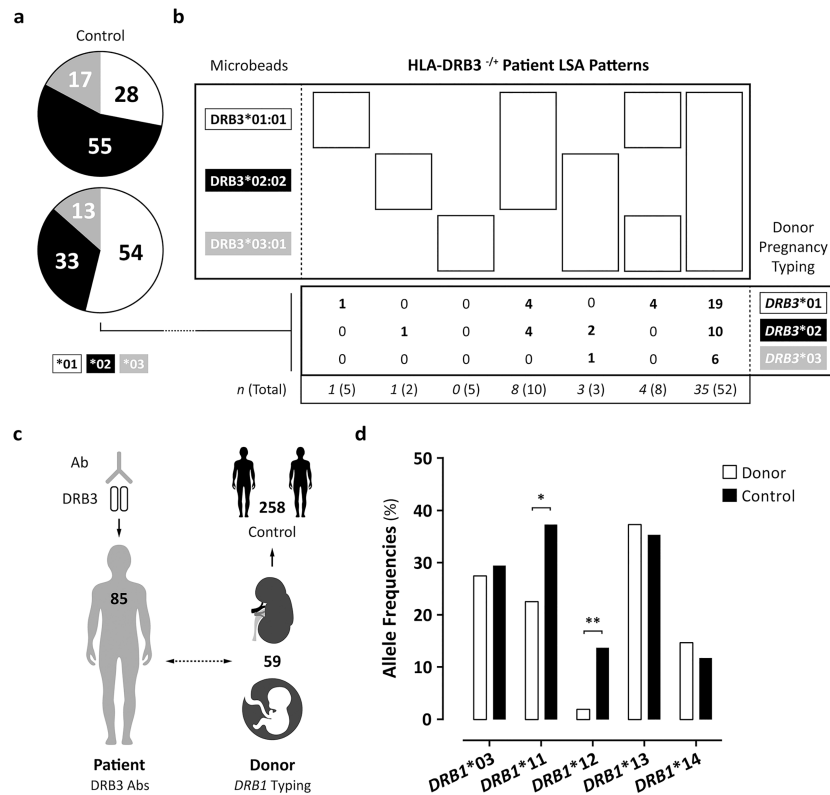 a
Control
17
28
55
13
33
54
*01 *02 *03
b
Microbeads
HLA-DRB3 -/+ Patient LSA Patterns
DRB3*01:01
DRB3*02:02
DRB3*03:01
Donor
Pregnancy
Typing
1 0 0 4 0 4 19 DRB3*01
0 1 0 4 2 0 10 DRB3*02
0 0 0 0 1 0 6 DRB3*03
n (Total) 1 (5) 1 (2) 0 (5) 8 (10) 3 (3) 4 (8) 35 (52)
c
Ab
DRB3
85
258
Control
59
Patient
DRB3 Abs
Donor
DRB1 Typing
d
50
40
30
20
10
0
Allele Frequencies (%)
Donor
Control
*
**
DRB1*03
DRB1*11
DRB1*12
DRB1*13
DRB1*14